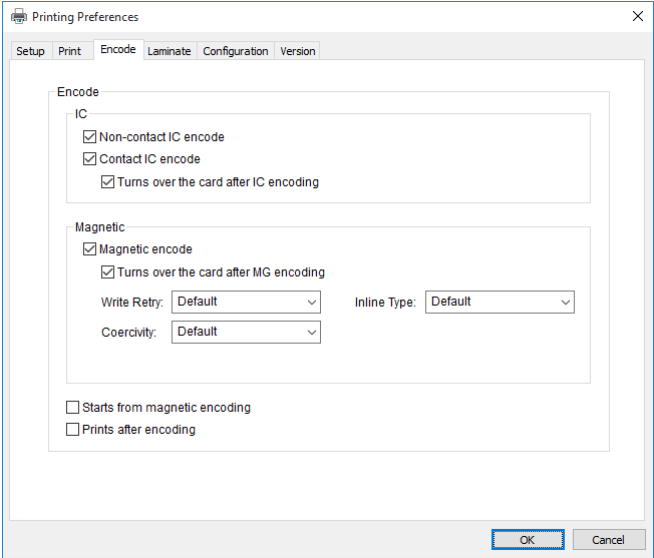 Printing Preferences
Setup Print Encode Laminate Configuration Version
Encode
IC
Non-contact IC encode
Contact IC encode
Turns over the card after IC encoding
Magnetic
Magnetic encode
Turns over the card after MG encoding
Write Retry: Default Inline Type: Default
Coercivity: Default
Starts from magnetic encoding
Prints after encoding
OK Cancel